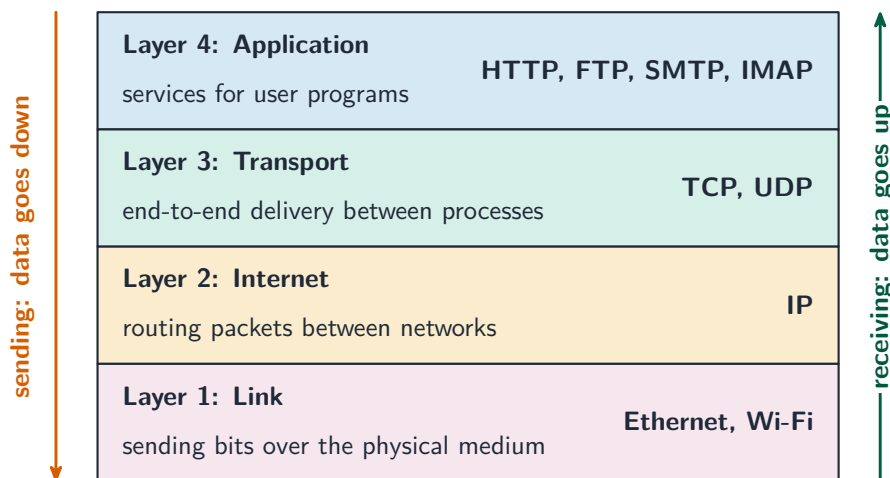 sending: data goes down
Layer 4: Application
HTTP, FTP, SMTP, IMAP
services for user programs
Layer 3: Transport
TCP, UDP
end-to-end delivery between processes
Layer 2: Internet
IP
routing packets between networks
Layer 1: Link
Ethernet, Wi-Fi
sending bits over the physical medium
receiving: data goes up